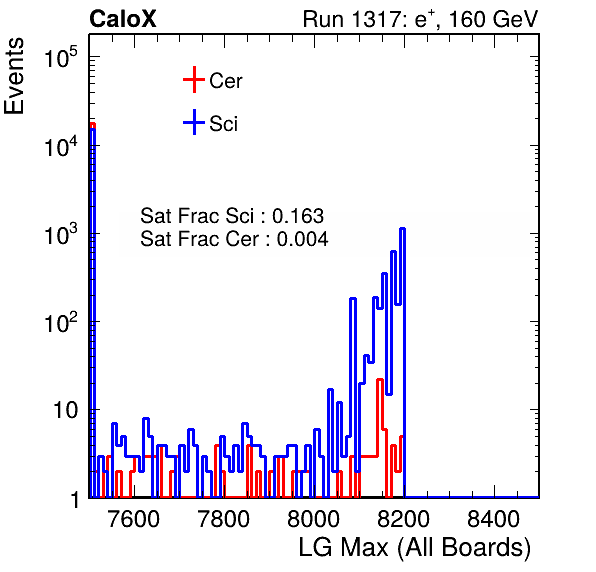 CaloX Run 1317: e⁺, 160 GeV
Events
Cer
Sci
Sat Frac Sci : 0.163
Sat Frac Cer : 0.004
10⁵
10⁴
10³
10²
10
1
7600 7800 8000 8200 8400
LG Max (All Boards)